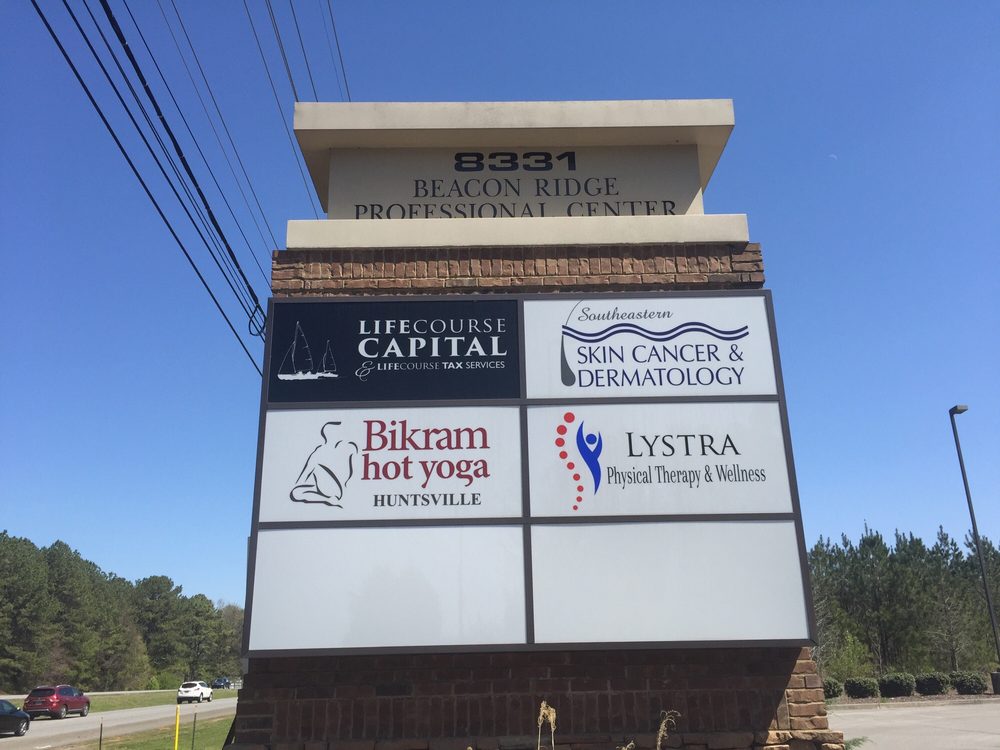 8331
BEACON RIDGE
PROFESSIONAL CENTER
LIFECOURSE
CAPITAL
& LIFECOURSE TAX SERVICES
Southeastern
SKIN CANCER &
DERMATOLOGY
Bikram
hot yoga
HUNTSVILLE
LYSTRA
Physical Therapy & Wellness